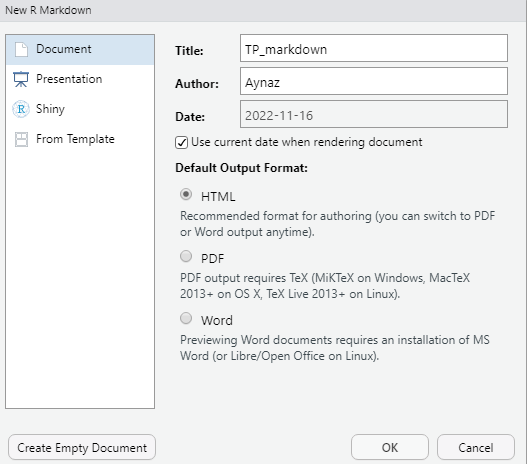 New R Markdown
Document
Presentation
Shiny
From Template
Title: TP_markdown
Author: Aynaz
Date: 2022-11-16
Use current date when rendering document
Default Output Format:
HTML
Recommended format for authoring (you can switch to PDF
or Word output anytime).
PDF
PDF output requires TeX (MiKTeX on Windows, MacTeX
2013+ on OS X, TeX Live 2013+ on Linux).
Word
Previewing Word documents requires an installation of MS
Word (or Libre/Open Office on Linux).
Create Empty Document OK Cancel